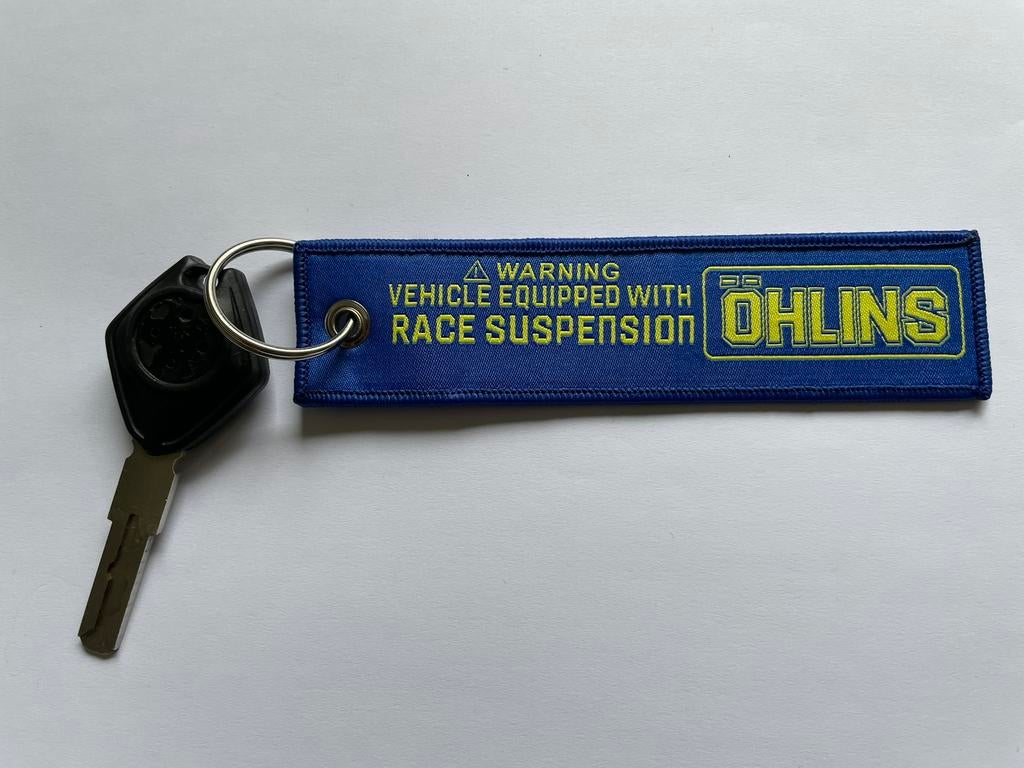 ⚠ WARNING
VEHICLE EQUIPPED WITH
RACE SUSPENSION
ÖHLINS